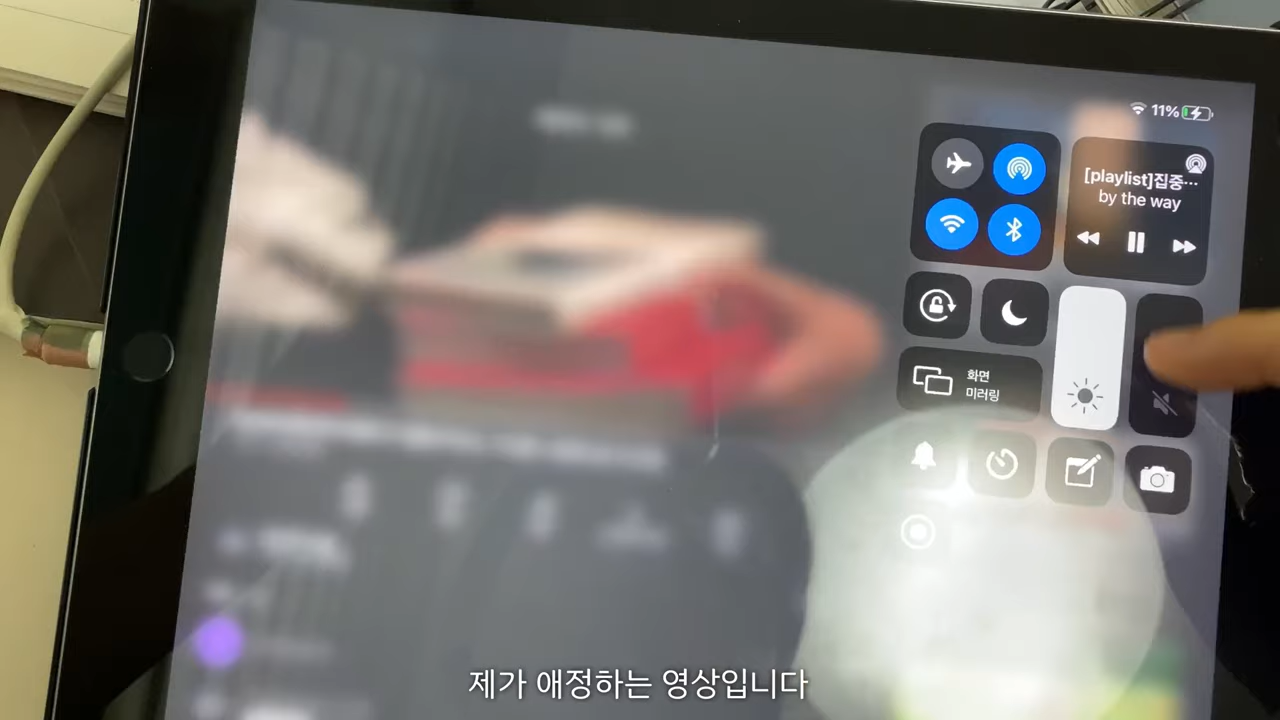 11%
[playlist]집중…
by the way
화면
미러링
제가 애정하는 영상입니다